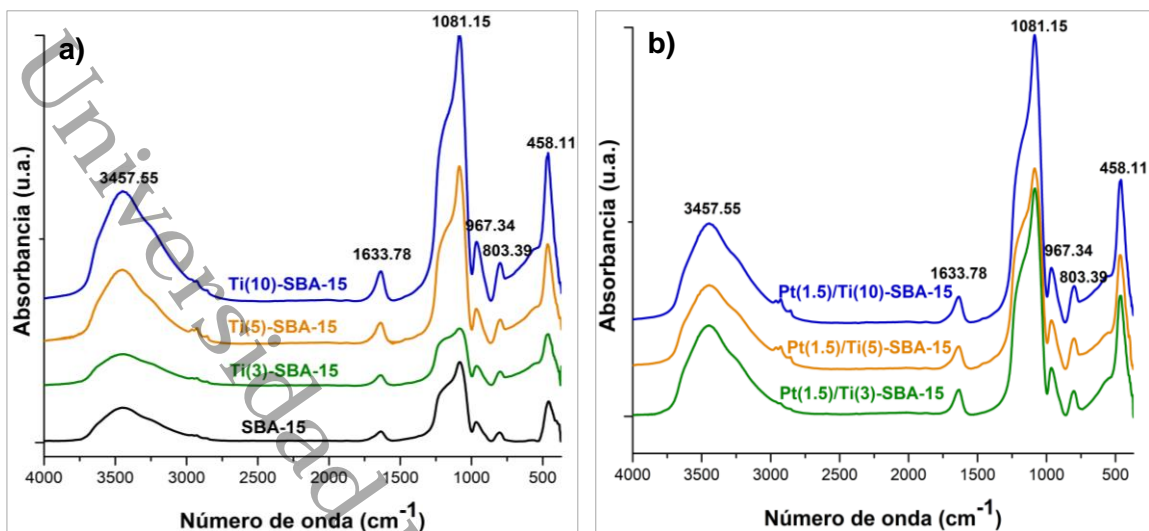 a)
1081.15
3457.55
1633.78
967.34
803.39
458.11
Ti(10)-SBA-15
Ti(5)-SBA-15
Ti(3)-SBA-15
SBA-15
Absorbancia (u.a.)
4000 3500 3000 2500 2000 1500 1000 500
Número de onda (cm-1)
b)
1081.15
3457.55
1633.78
967.34
803.39
458.11
Pt(1.5)/Ti(10)-SBA-15
Pt(1.5)/Ti(5)-SBA-15
Pt(1.5)/Ti(3)-SBA-15
Absorbancia (u.a.)
4000 3500 3000 2500 2000 1500 1000 500
Número de onda (cm-1)
Universidad